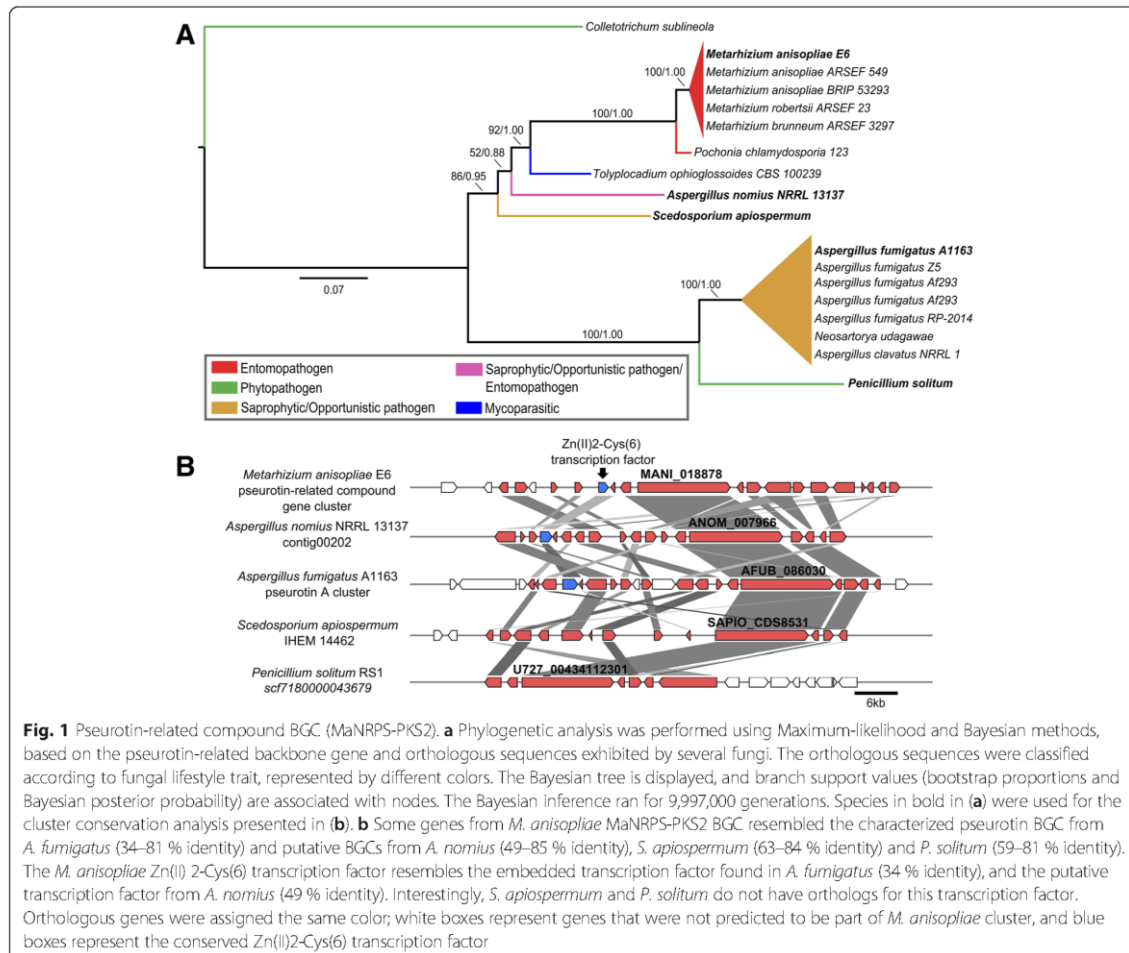 A
Colletotrichum sublineola
Metarhizium anisopliae E6
100/1.00
Metarhizium anisopliae ARSEF 549
Metarhizium anisopliae BRIP 53293
100/1.00
Metarhizium robertsii ARSEF 23
92/1.00
Metarhizium brunneum ARSEF 3297
52/0.88
Pochonia chlamydosporia 123
86/0.95
Tolyplocadium ophioglossoides CBS 100239
Aspergillus nomius NRRL 13137
Scedosporium apiospermum
Aspergillus fumigatus A1163
Aspergillus fumigatus Z5
0.07
100/1.00
Aspergillus fumigatus Af293
Aspergillus fumigatus Af293
Aspergillus fumigatus RP-2014
100/1.00
Neosartorya udagawae
Aspergillus clavatus NRRL 1
Penicillium solitum
Entomopathogen
Phytopathogen
Saprophytic/Opportunistic pathogen
Saprophytic/Opportunistic pathogen/
Entomopathogen
Mycoparasitic
B
Zn(II)2-Cys(6)
transcription factor
Metarhizium anisopliae E6
pseurotin-related compound
gene cluster
MANI_018878
Aspergillus nomius NRRL 13137
contig00202
ANOM_007966
Aspergillus fumigatus A1163
pseurotin A cluster
AFUB_086030
Scedosporium apiospermum
IHEM 14462
SAPIO_CDS8531
Penicillium solitum RS1
scf7180000043679
U727_00434112301
6kb
Fig. 1 Pseurotin-related compound BGC (MaNRPS-PKS2). a Phylogenetic analysis was performed using Maximum-likelihood and Bayesian methods,
based on the pseurotin-related backbone gene and orthologous sequences exhibited by several fungi. The orthologous sequences were classified
according to fungal lifestyle trait, represented by different colors. The Bayesian tree is displayed, and branch support values (bootstrap proportions and
Bayesian posterior probability) are associated with nodes. The Bayesian inference ran for 9,997,000 generations. Species in bold in (a) were used for the
cluster conservation analysis presented in (b). b Some genes from M. anisopliae MaNRPS-PKS2 BGC resembled the characterized pseurotin BGC from
A. fumigatus (34–81 % identity) and putative BGCs from A. nomius (49–85 % identity), S. apiospermum (63–84 % identity) and P. solitum (59–81 % identity).
The M. anisopliae Zn(II) 2-Cys(6) transcription factor resembles the embedded transcription factor found in A. fumigatus (34 % identity), and the putative
transcription factor from A. nomius (49 % identity). Interestingly, S. apiospermum and P. solitum do not have orthologs for this transcription factor.
Orthologous genes were assigned the same color; white boxes represent genes that were not predicted to be part of M. anisopliae cluster, and blue
boxes represent the conserved Zn(II)2-Cys(6) transcription factor